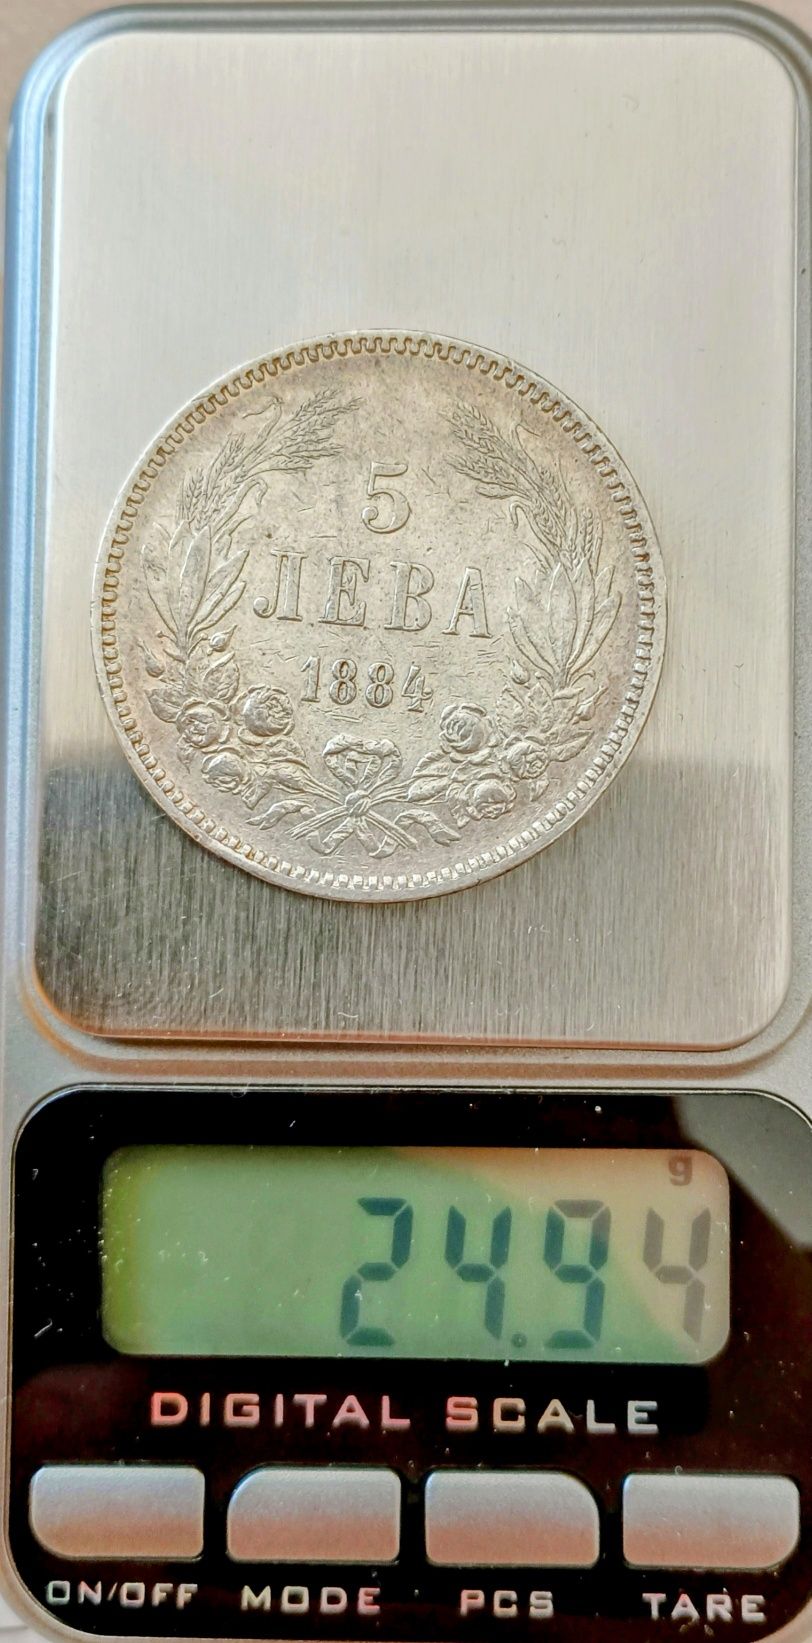 5
ЛЕВА
1884
g
24.94
DIGITAL SCALE
ON/OFF MODE PCS TARE